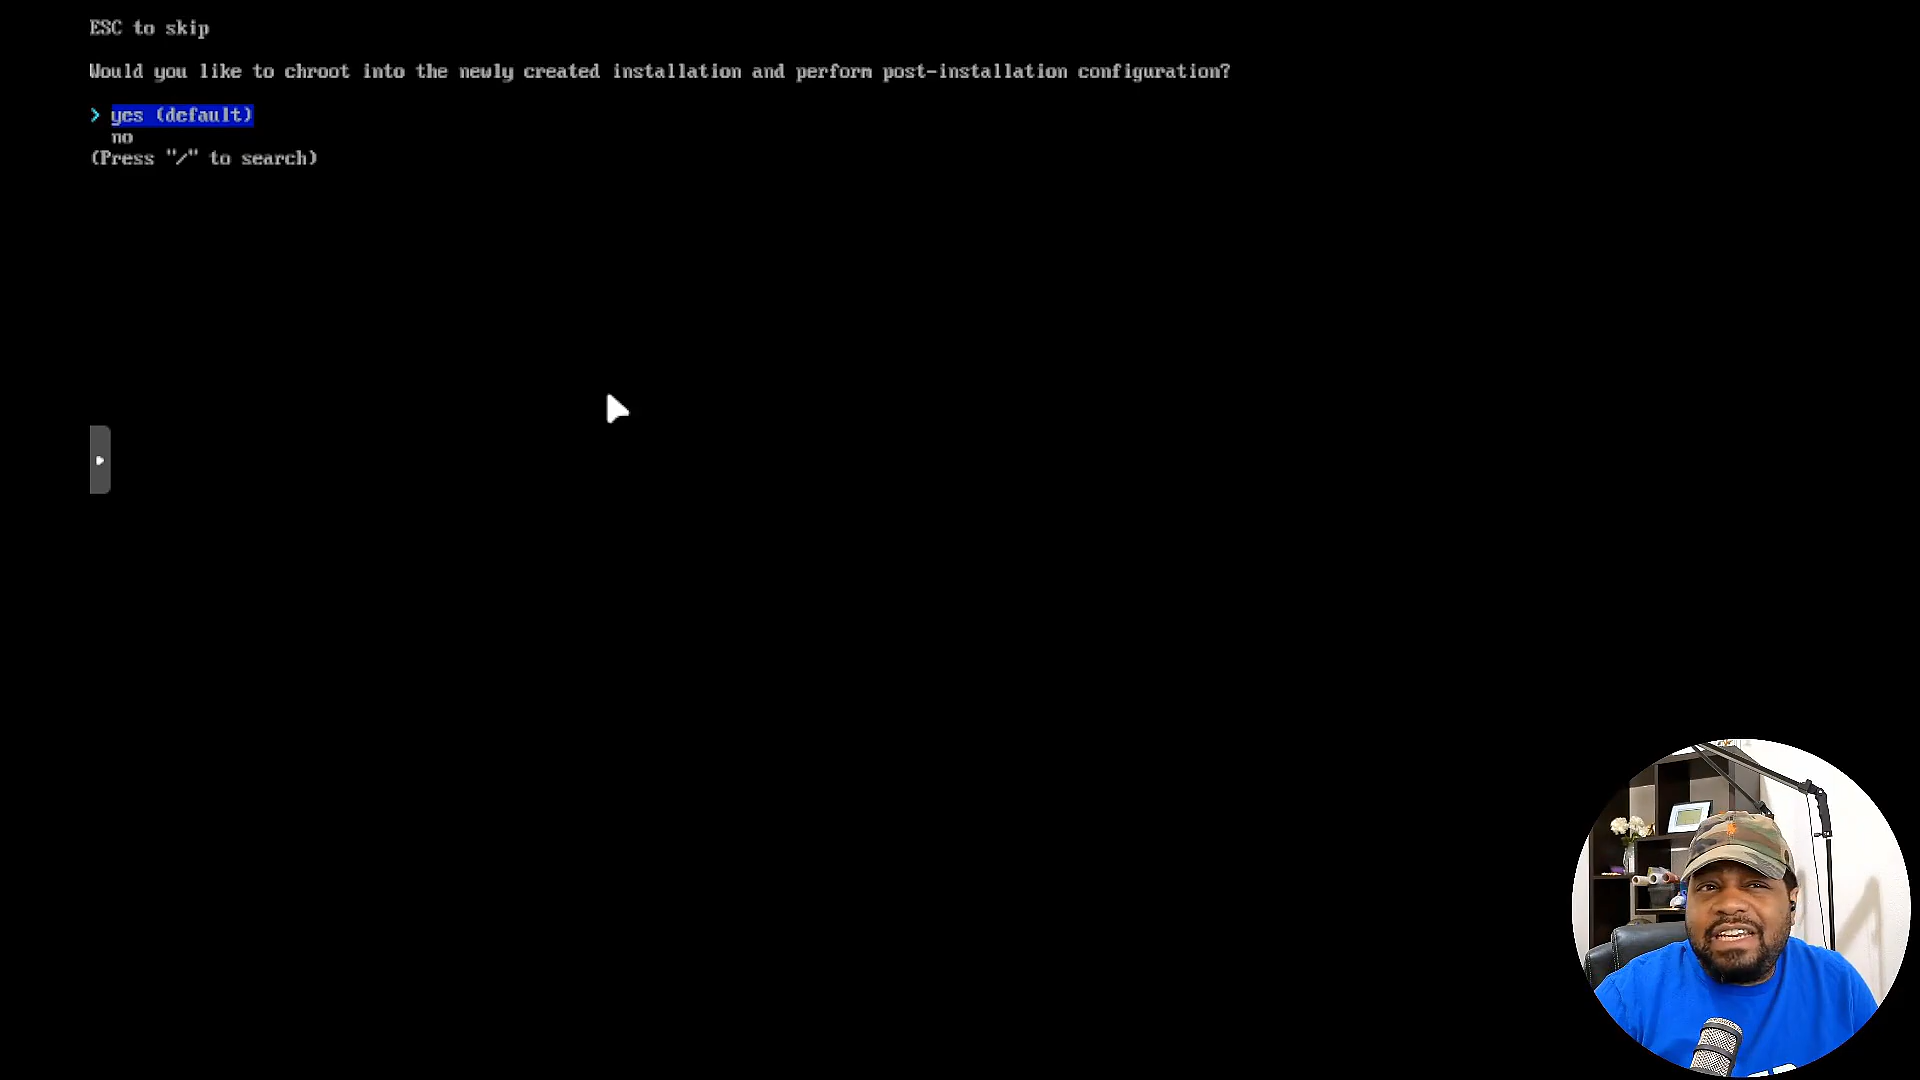 ESC to skip
Would you like to chroot into the newly created installation and perform post-installation configuration?
> yes (default)
no
(Press "/" to search)